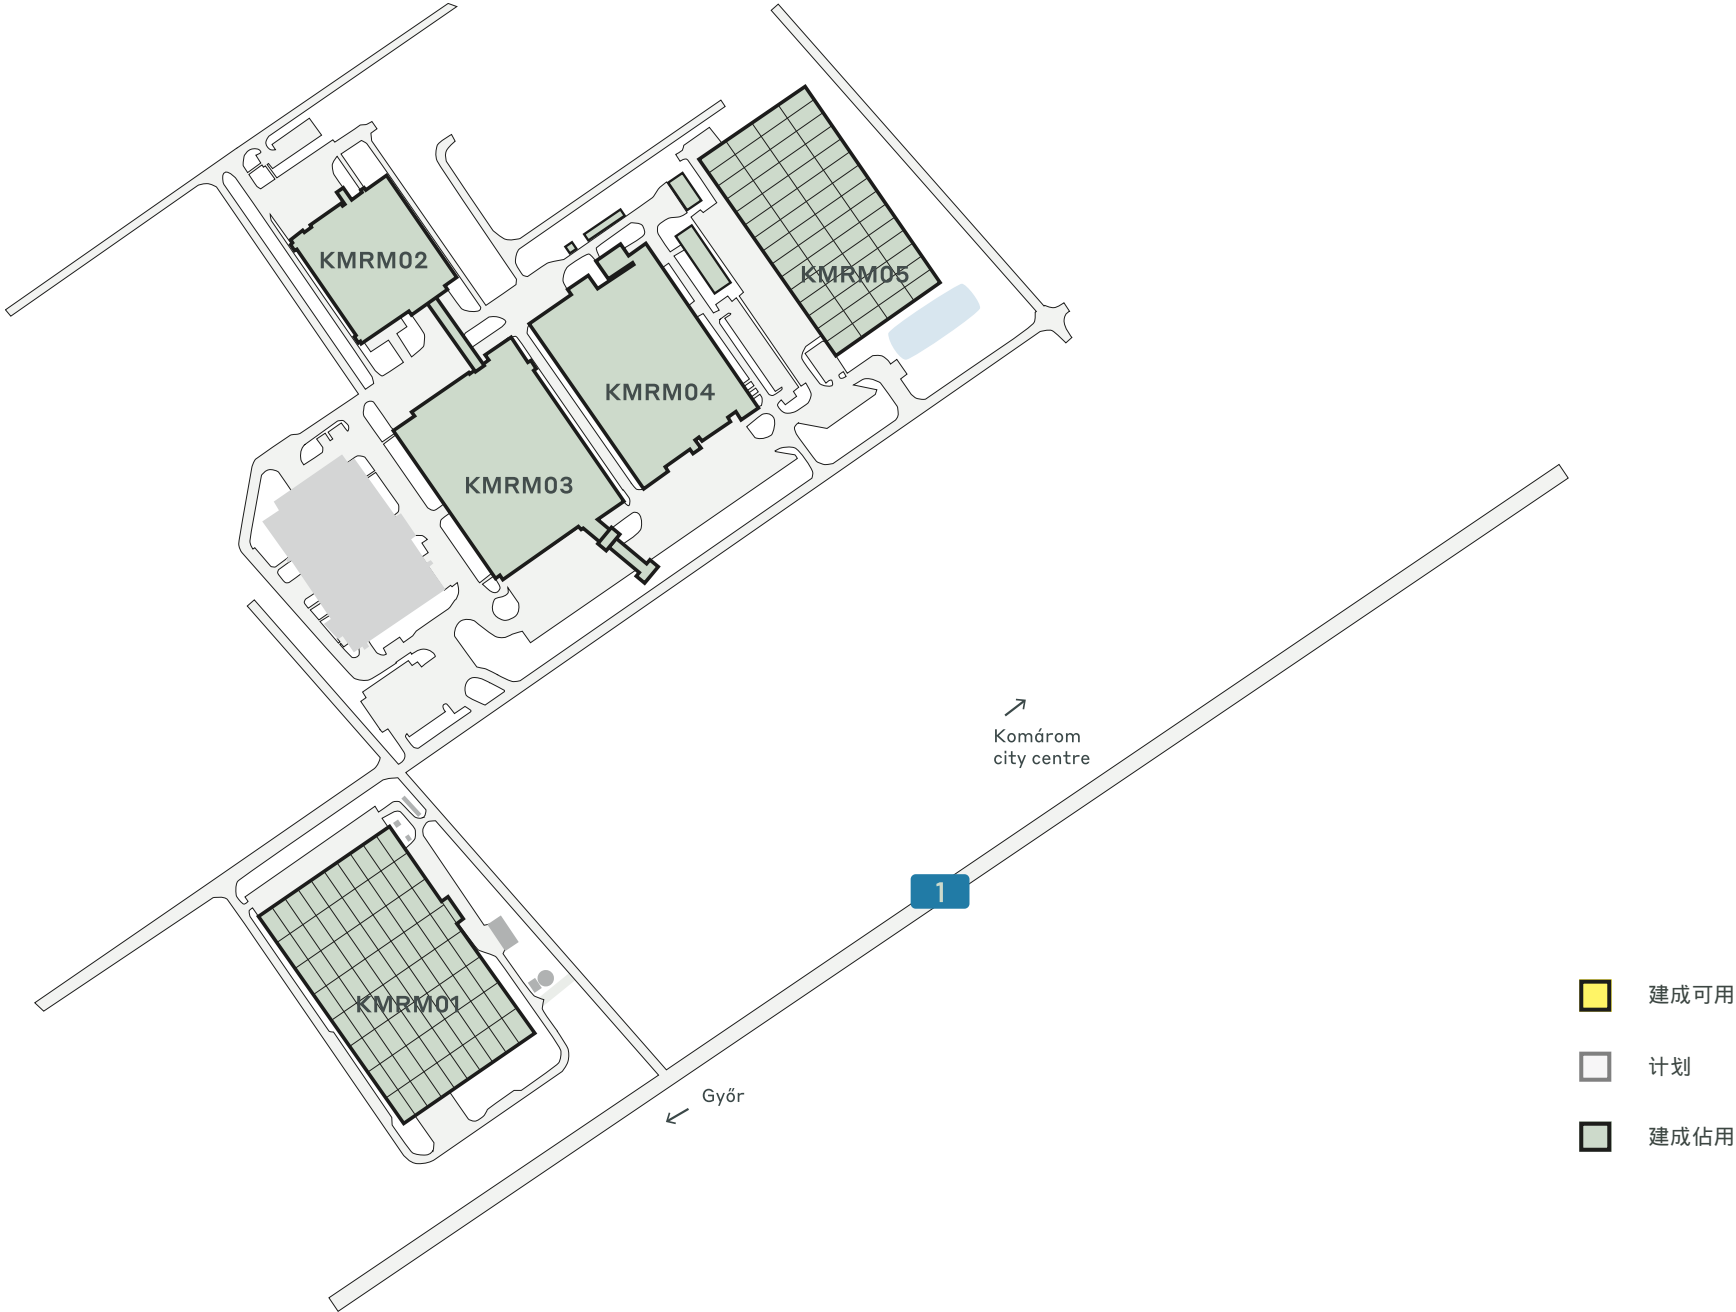 KMRM02
KMRM05
KMRM04
KMRM03
Komárom
city centre
1
KMRM01
Győr
建成可用
计划
建成佔用